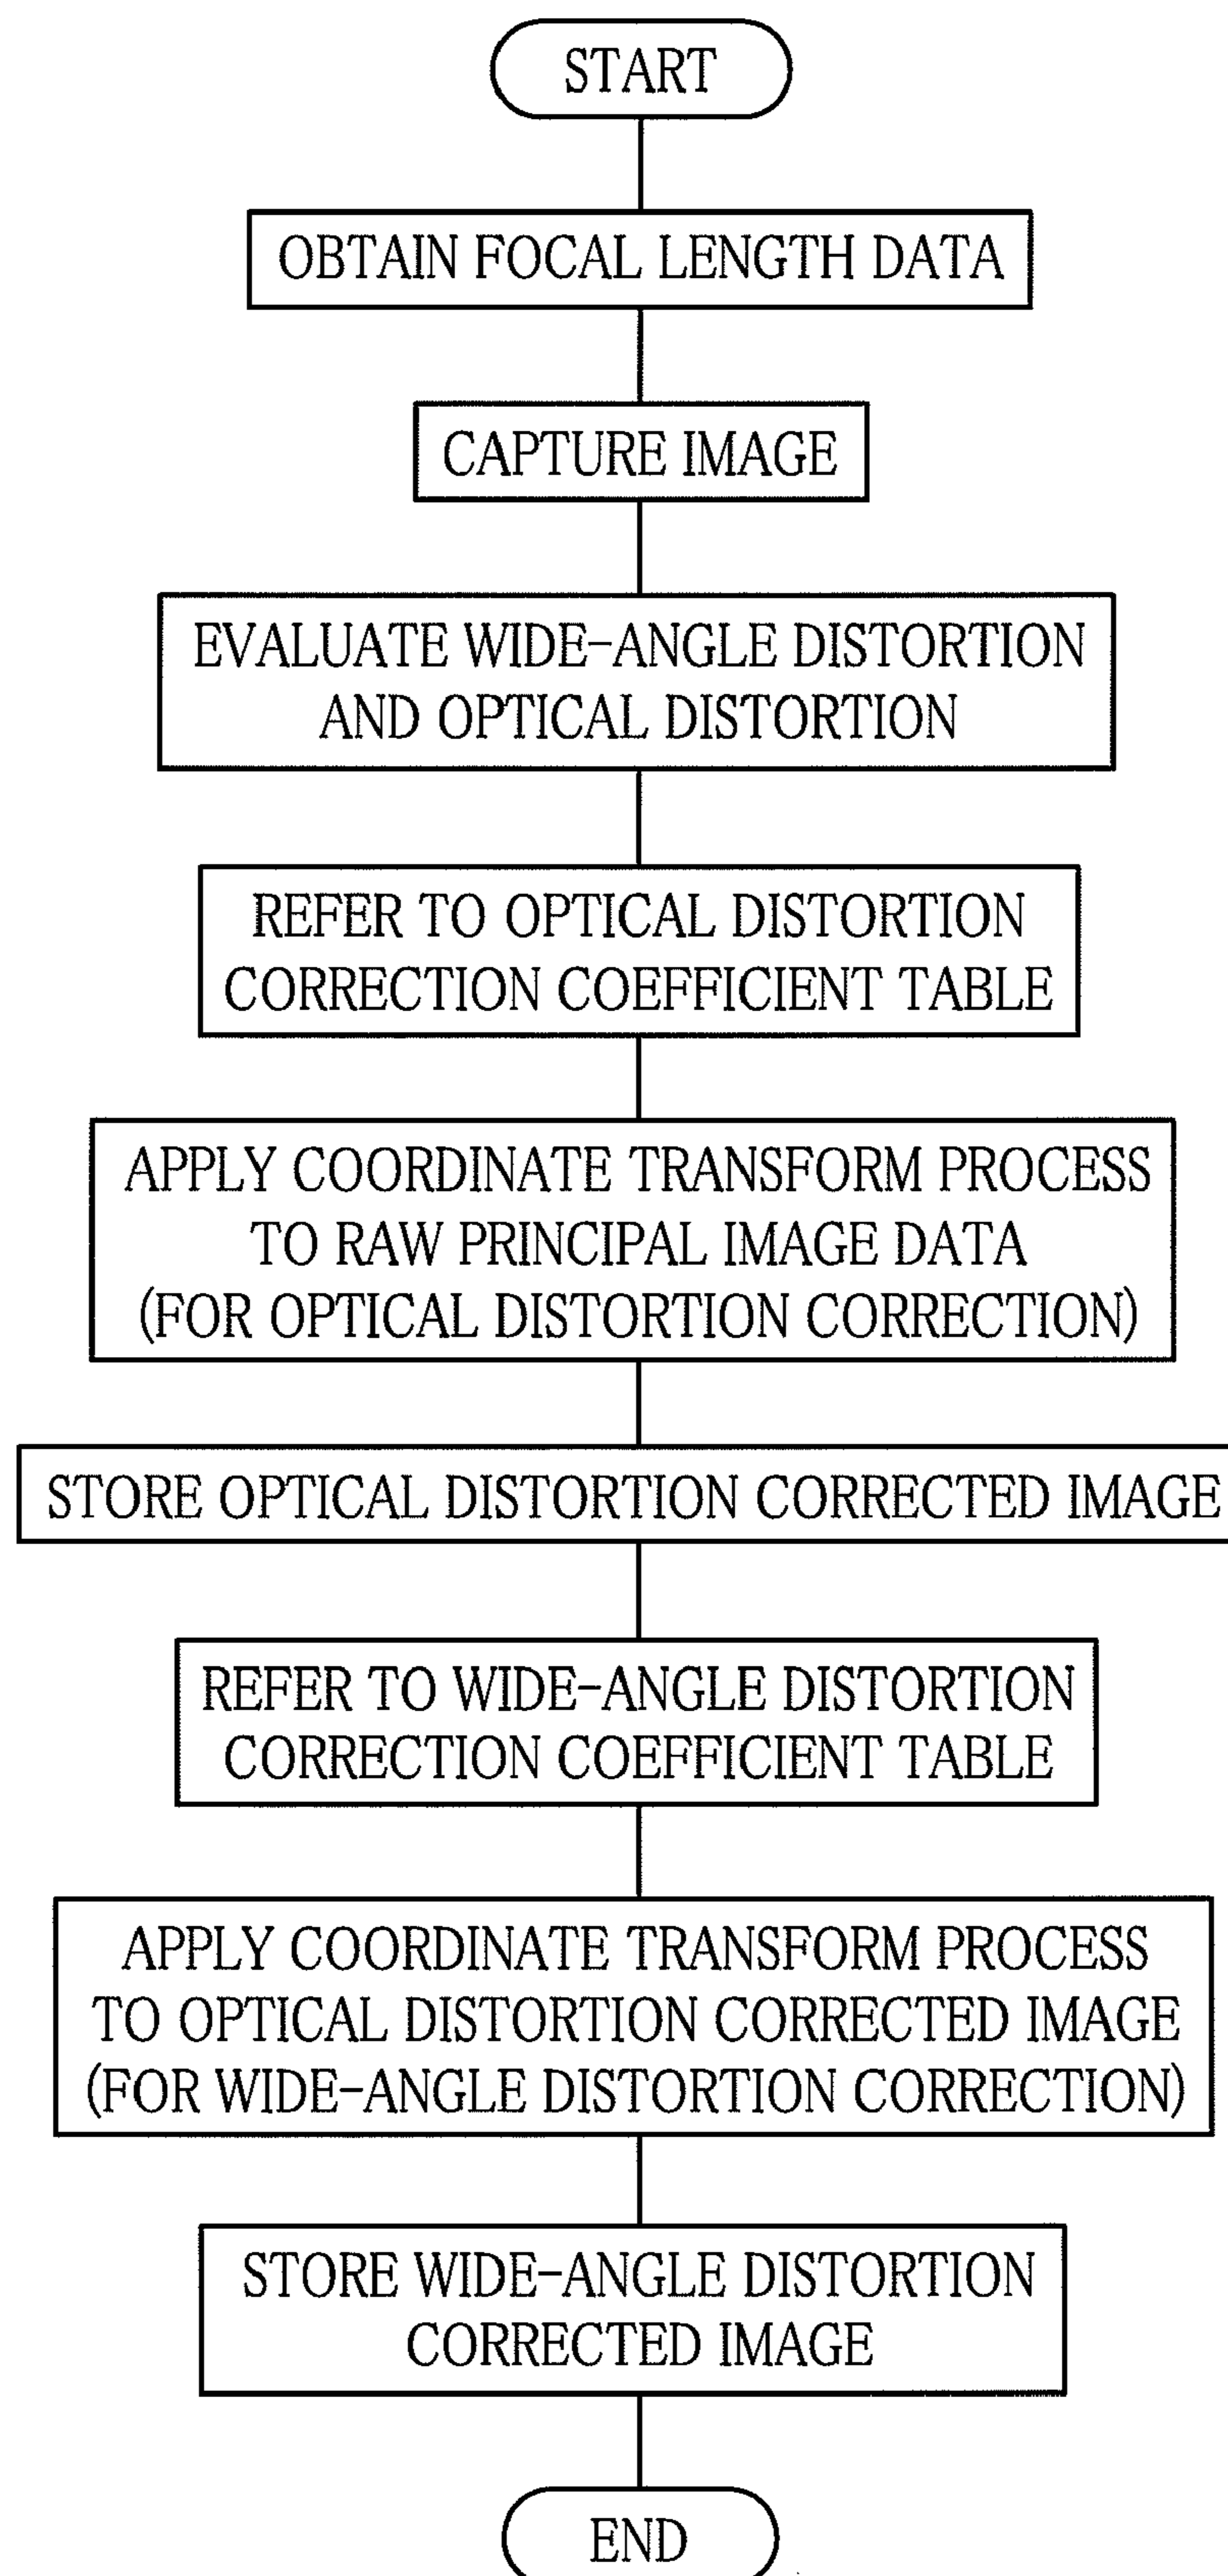 START
OBTAIN FOCAL LENGTH DATA
CAPTURE IMAGE
EVALUATE WIDE-ANGLE DISTORTION
AND OPTICAL DISTORTION
REFER TO OPTICAL DISTORTION
CORRECTION COEFFICIENT TABLE
APPLY COORDINATE TRANSFORM PROCESS
TO RAW PRINCIPAL IMAGE DATA
(FOR OPTICAL DISTORTION CORRECTION)
STORE OPTICAL DISTORTION CORRECTED IMAGE
REFER TO WIDE-ANGLE DISTORTION
CORRECTION COEFFICIENT TABLE
APPLY COORDINATE TRANSFORM PROCESS
TO OPTICAL DISTORTION CORRECTED IMAGE
(FOR WIDE-ANGLE DISTORTION CORRECTION)
STORE WIDE-ANGLE DISTORTION
CORRECTED IMAGE
END